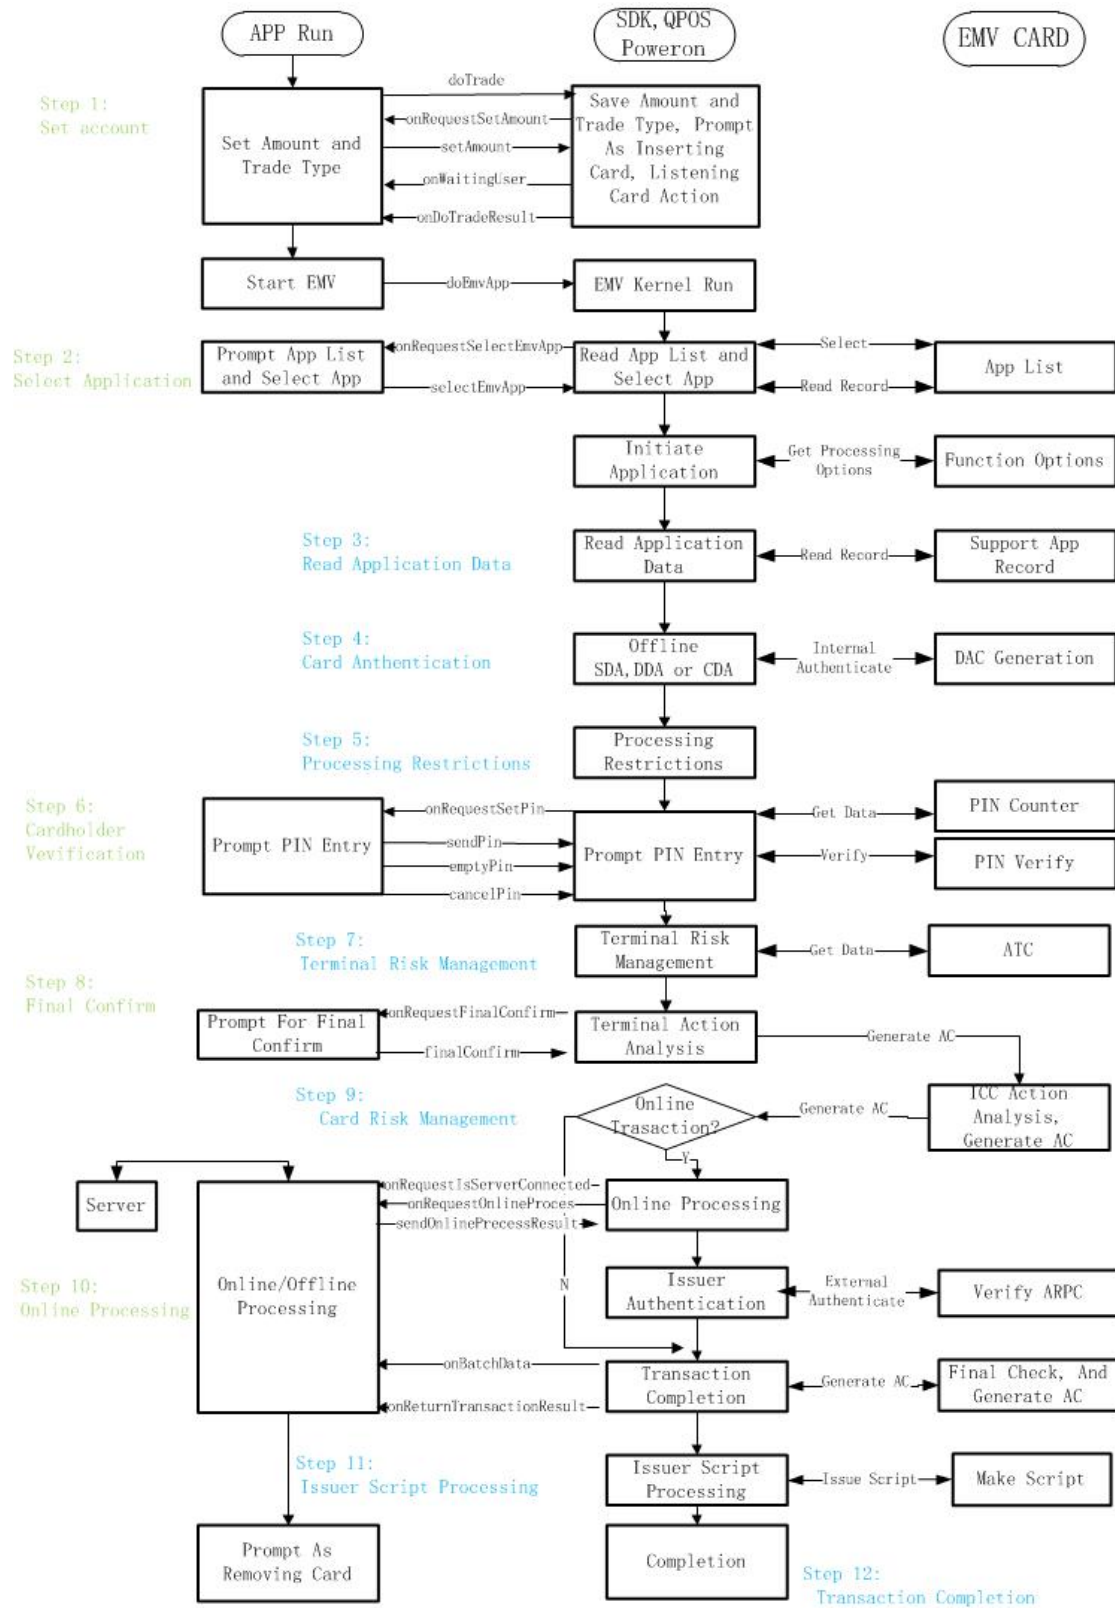 APP Run
SDK,QPOS
Poweron
EMV CARD
Step 1:
Set account
Set Amount and
Trade Type
doTrade
onRequestSetAmount
setAmount
onWaitingUser
onDoTradeResult
Save Amount and
Trade Type, Prompt
As Inserting
Card, Listening
Card Action
Start EMV
doEmvApp
EMV Kernel Run
Step 2:
Select Application
Prompt App List
and Select App
onRequestSelectEmvApp
selectEmvApp
Read App List and
Select App
Select
Read Record
App List
Initiate
Application
Get Processing
Options
Function Options
Step 3:
Read Application Data
Read Application
Data
Read Record
Support App
Record
Step 4:
Card Anthentication
Offline
SDA,DDA or CDA
Internal
Authenticate
DAC Generation
Step 5:
Processing Restrictions
Processing
Restrictions
Step 6:
Cardholder
Vevification
Prompt PIN Entry
onRequestSetPin
sendPin
emptyPin
cancelPin
Prompt PIN Entry
Get Data
Verify
PIN Counter
PIN Verify
Step 7:
Terminal Risk Management
Terminal Risk
Management
Get Data
ATC
Step 8:
Final Confirm
Prompt For Final
Confirm
onRequestFinalConfirm
finalConfirm
Terminal Action
Analysis
Generate AC
Step 9:
Card Risk Management
Online
Trasaction?
Generate AC
ICC Action
Analysis,
Generate AC
Y
N
Server
onRequestIsServerConnected
onRequestOnlineProces
sendOnlinePrecessResult
Online Processing
Step 10:
Online Processing
Online/Offline
Processing
Issuer
Authentication
External
Authenticate
Verify ARPC
onBatchData
onReturnTransactionResult
Transaction
Completion
Generate AC
Final Check, And
Generate AC
Step 11:
Issuer Script Processing
Issuer Script
Processing
Issue Script
Make Script
Prompt As
Removing Card
Completion
Step 12:
Transaction Completion